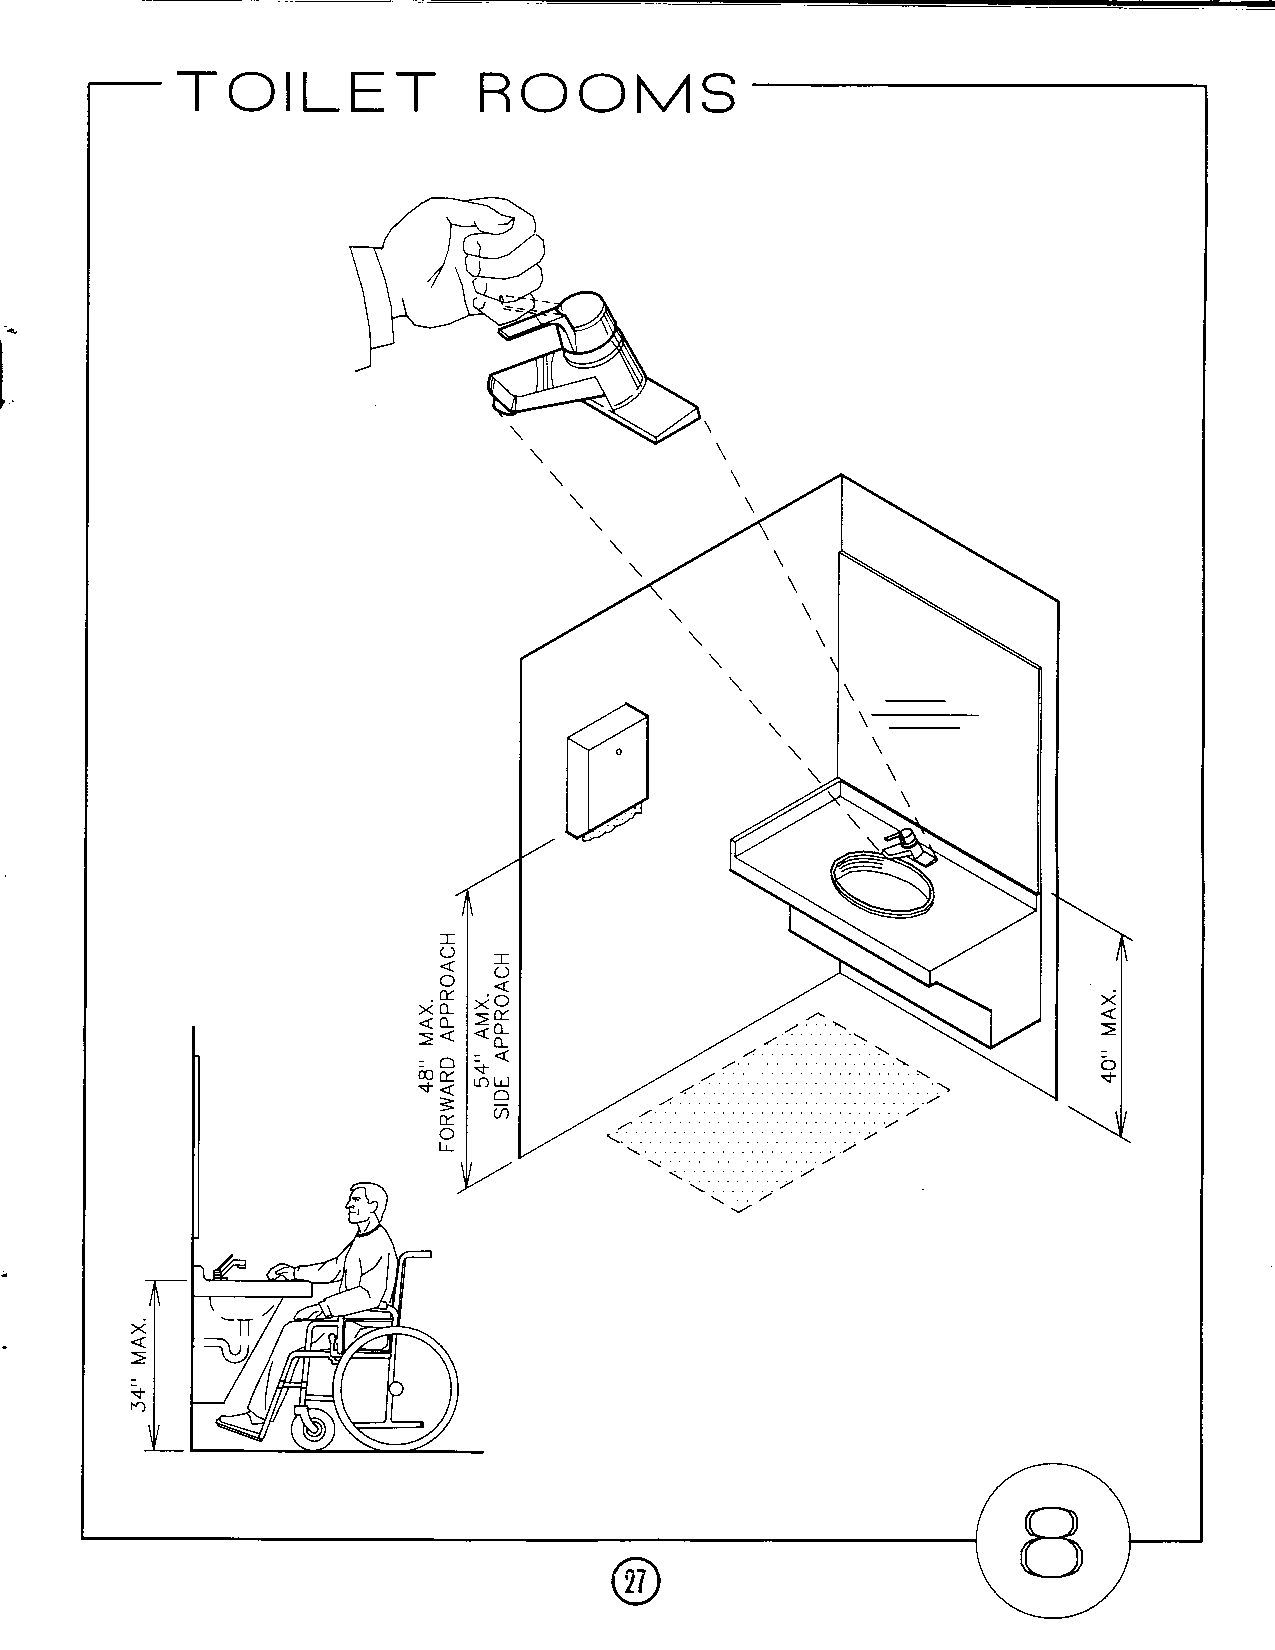 TOILET ROOMS
48" MAX.
FORWARD APPROACH
54" AMX.
SIDE APPROACH
40" MAX.
34" MAX.
8
27